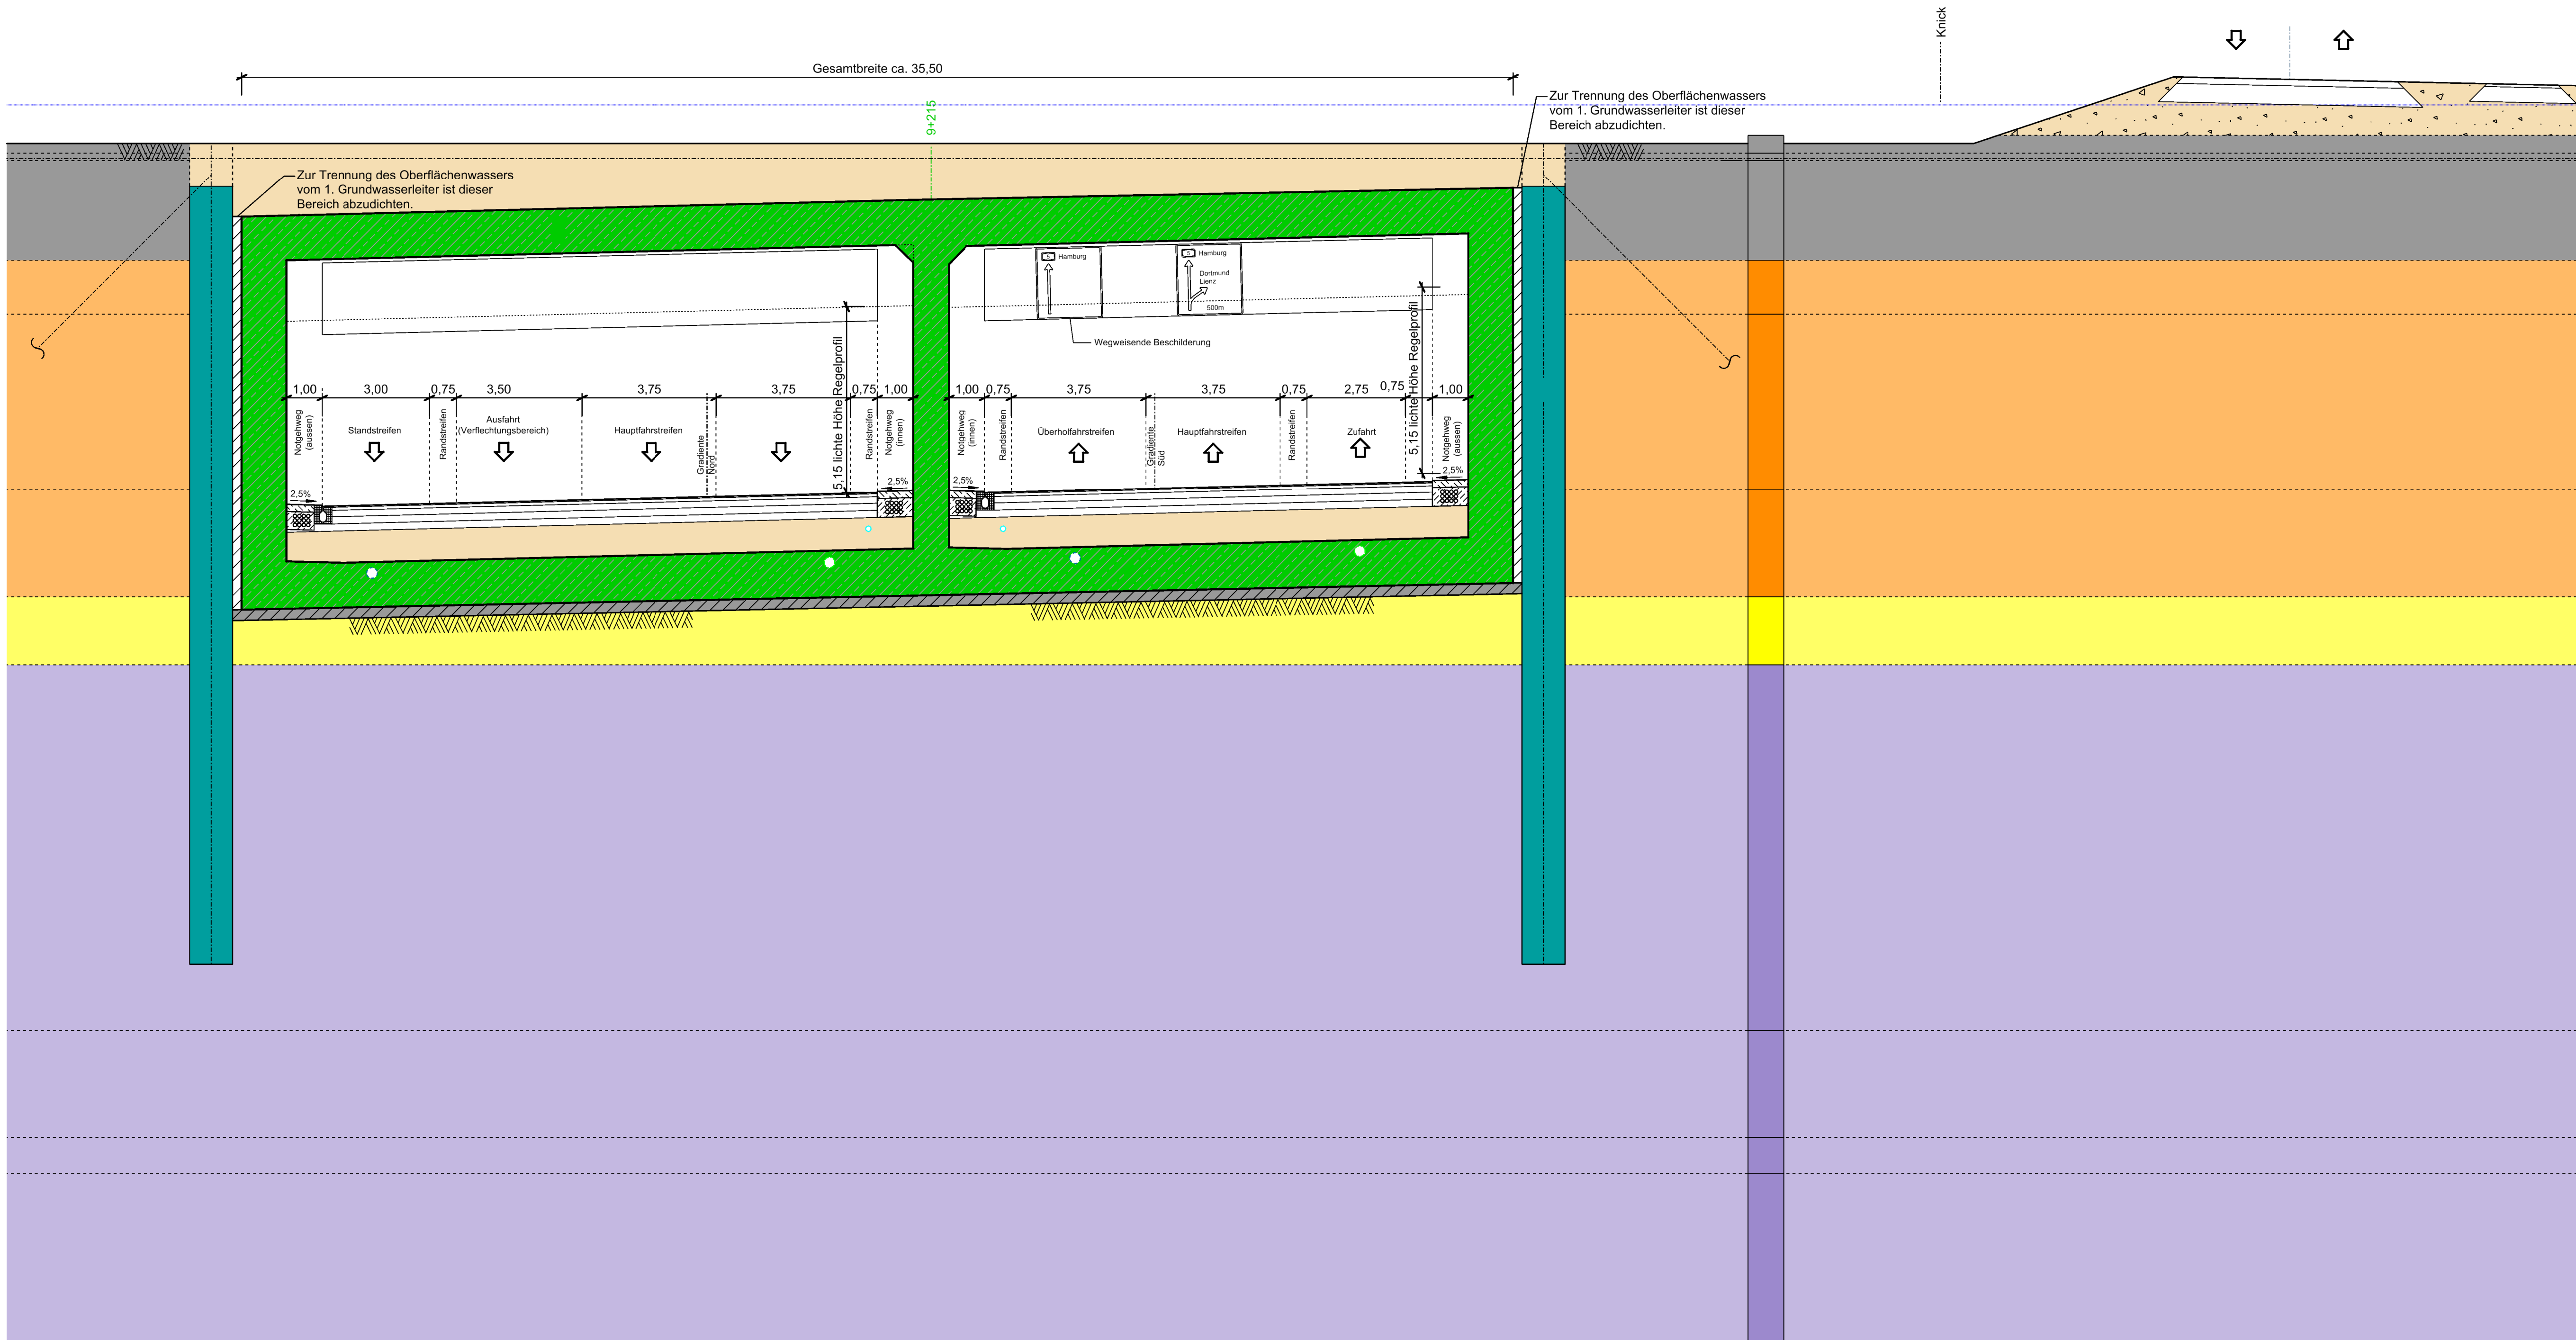 Knick
Gesamtbreite ca. 35,50
9+215
Zur Trennung des Oberflächenwassers
vom 1. Grundwasserleiter ist dieser
Bereich abzudichten.
Zur Trennung des Oberflächenwassers
vom 1. Grundwasserleiter ist dieser
Bereich abzudichten.
5 Hamburg
5 Hamburg
Dortmund
Lienz
500m
Wegweisende Beschilderung
5,15 lichte Höhe Regelprofil
5,15 lichte Höhe Regelprofil
1,00 3,00 0,75 3,50 3,75 3,75 0,75 1,00
1,00 0,75 3,75 3,75 0,75 2,75 0,75 1,00
Notgehweg
(aussen)
Standstreifen
Randstreifen
Ausfahrt
(Verflechtungsbereich)
Hauptfahrstreifen
Gradiente
Nord
Randstreifen
Notgehweg
(innen)
Notgehweg
(innen)
Randstreifen
Überholfahrstreifen
Gradiente
Süd
Hauptfahrstreifen
Randstreifen
Zufahrt
Notgehweg
(aussen)
2,5%
2,5%
2,5%
2,5%